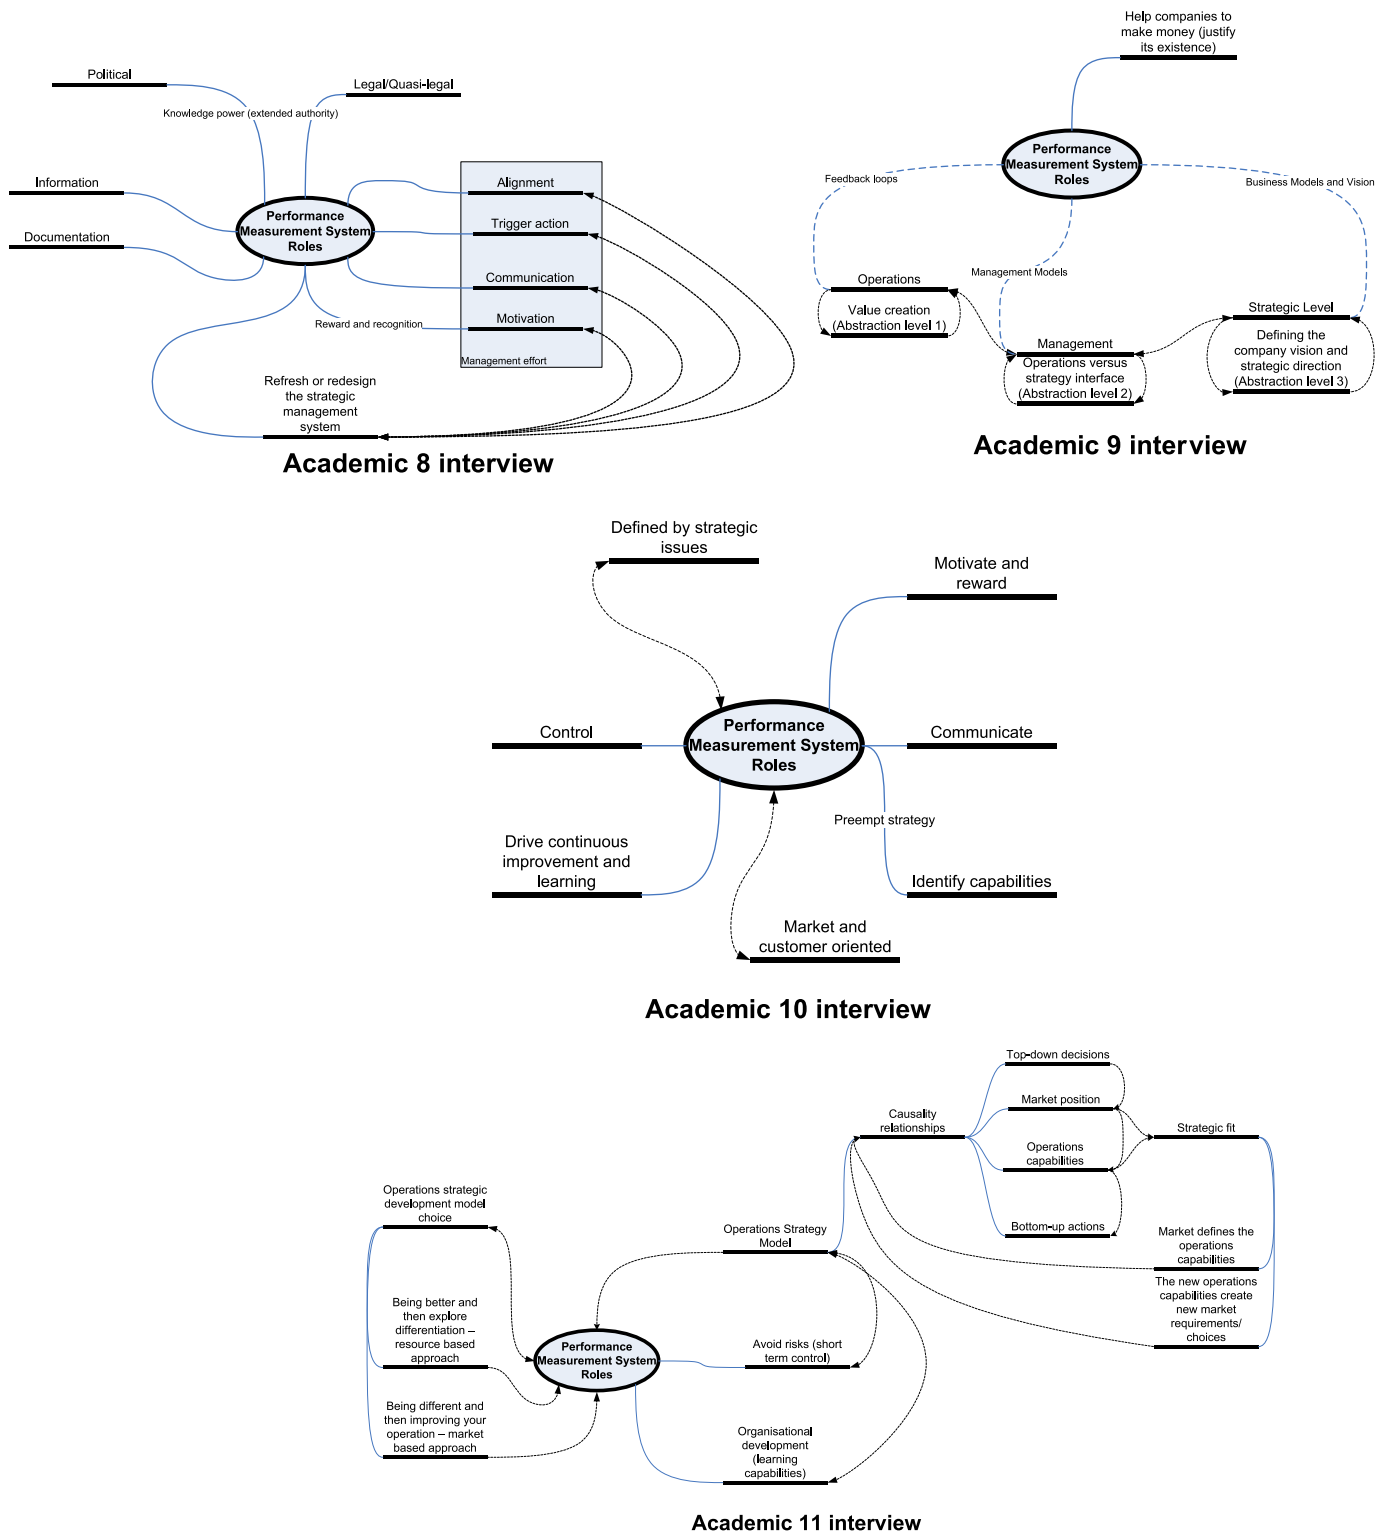 Political
Legal/Quasi-legal
Knowledge power (extended authority)
Information
Documentation
Performance
Measurement System
Roles
Alignment
Trigger action
Communication
Motivation
Reward and recognition
Management effort
Refresh or redesign
the strategic
management
system
Academic 8 interview
Help companies to
make money (justify
its existence)
Performance
Measurement System
Roles
Feedback loops
Business Models and Vision
Management Models
Operations
Value creation
(Abstraction level 1)
Management
Operations versus
strategy interface
(Abstraction level 2)
Strategic Level
Defining the
company vision and
strategic direction
(Abstraction level 3)
Academic 9 interview
Defined by strategic
issues
Motivate and
reward
Control
Performance
Measurement System
Roles
Communicate
Preempt strategy
Drive continuous
improvement and
learning
Identify capabilities
Market and
customer oriented
Academic 10 interview
Top-down decisions
Market position
Causality
relationships
Strategic fit
Operations
capabilities
Bottom-up actions
Operations strategic
development model
choice
Operations Strategy
Model
Market defines the
operations
capabilities
The new operations
capabilities create
new market
requirements/
choices
Being better and
then explore
differentiation –
resource based
approach
Performance
Measurement System
Roles
Avoid risks (short
term control)
Being different and
then improving your
operation – market
based approach
Organisational
development
(learning
capabilities)
Academic 11 interview